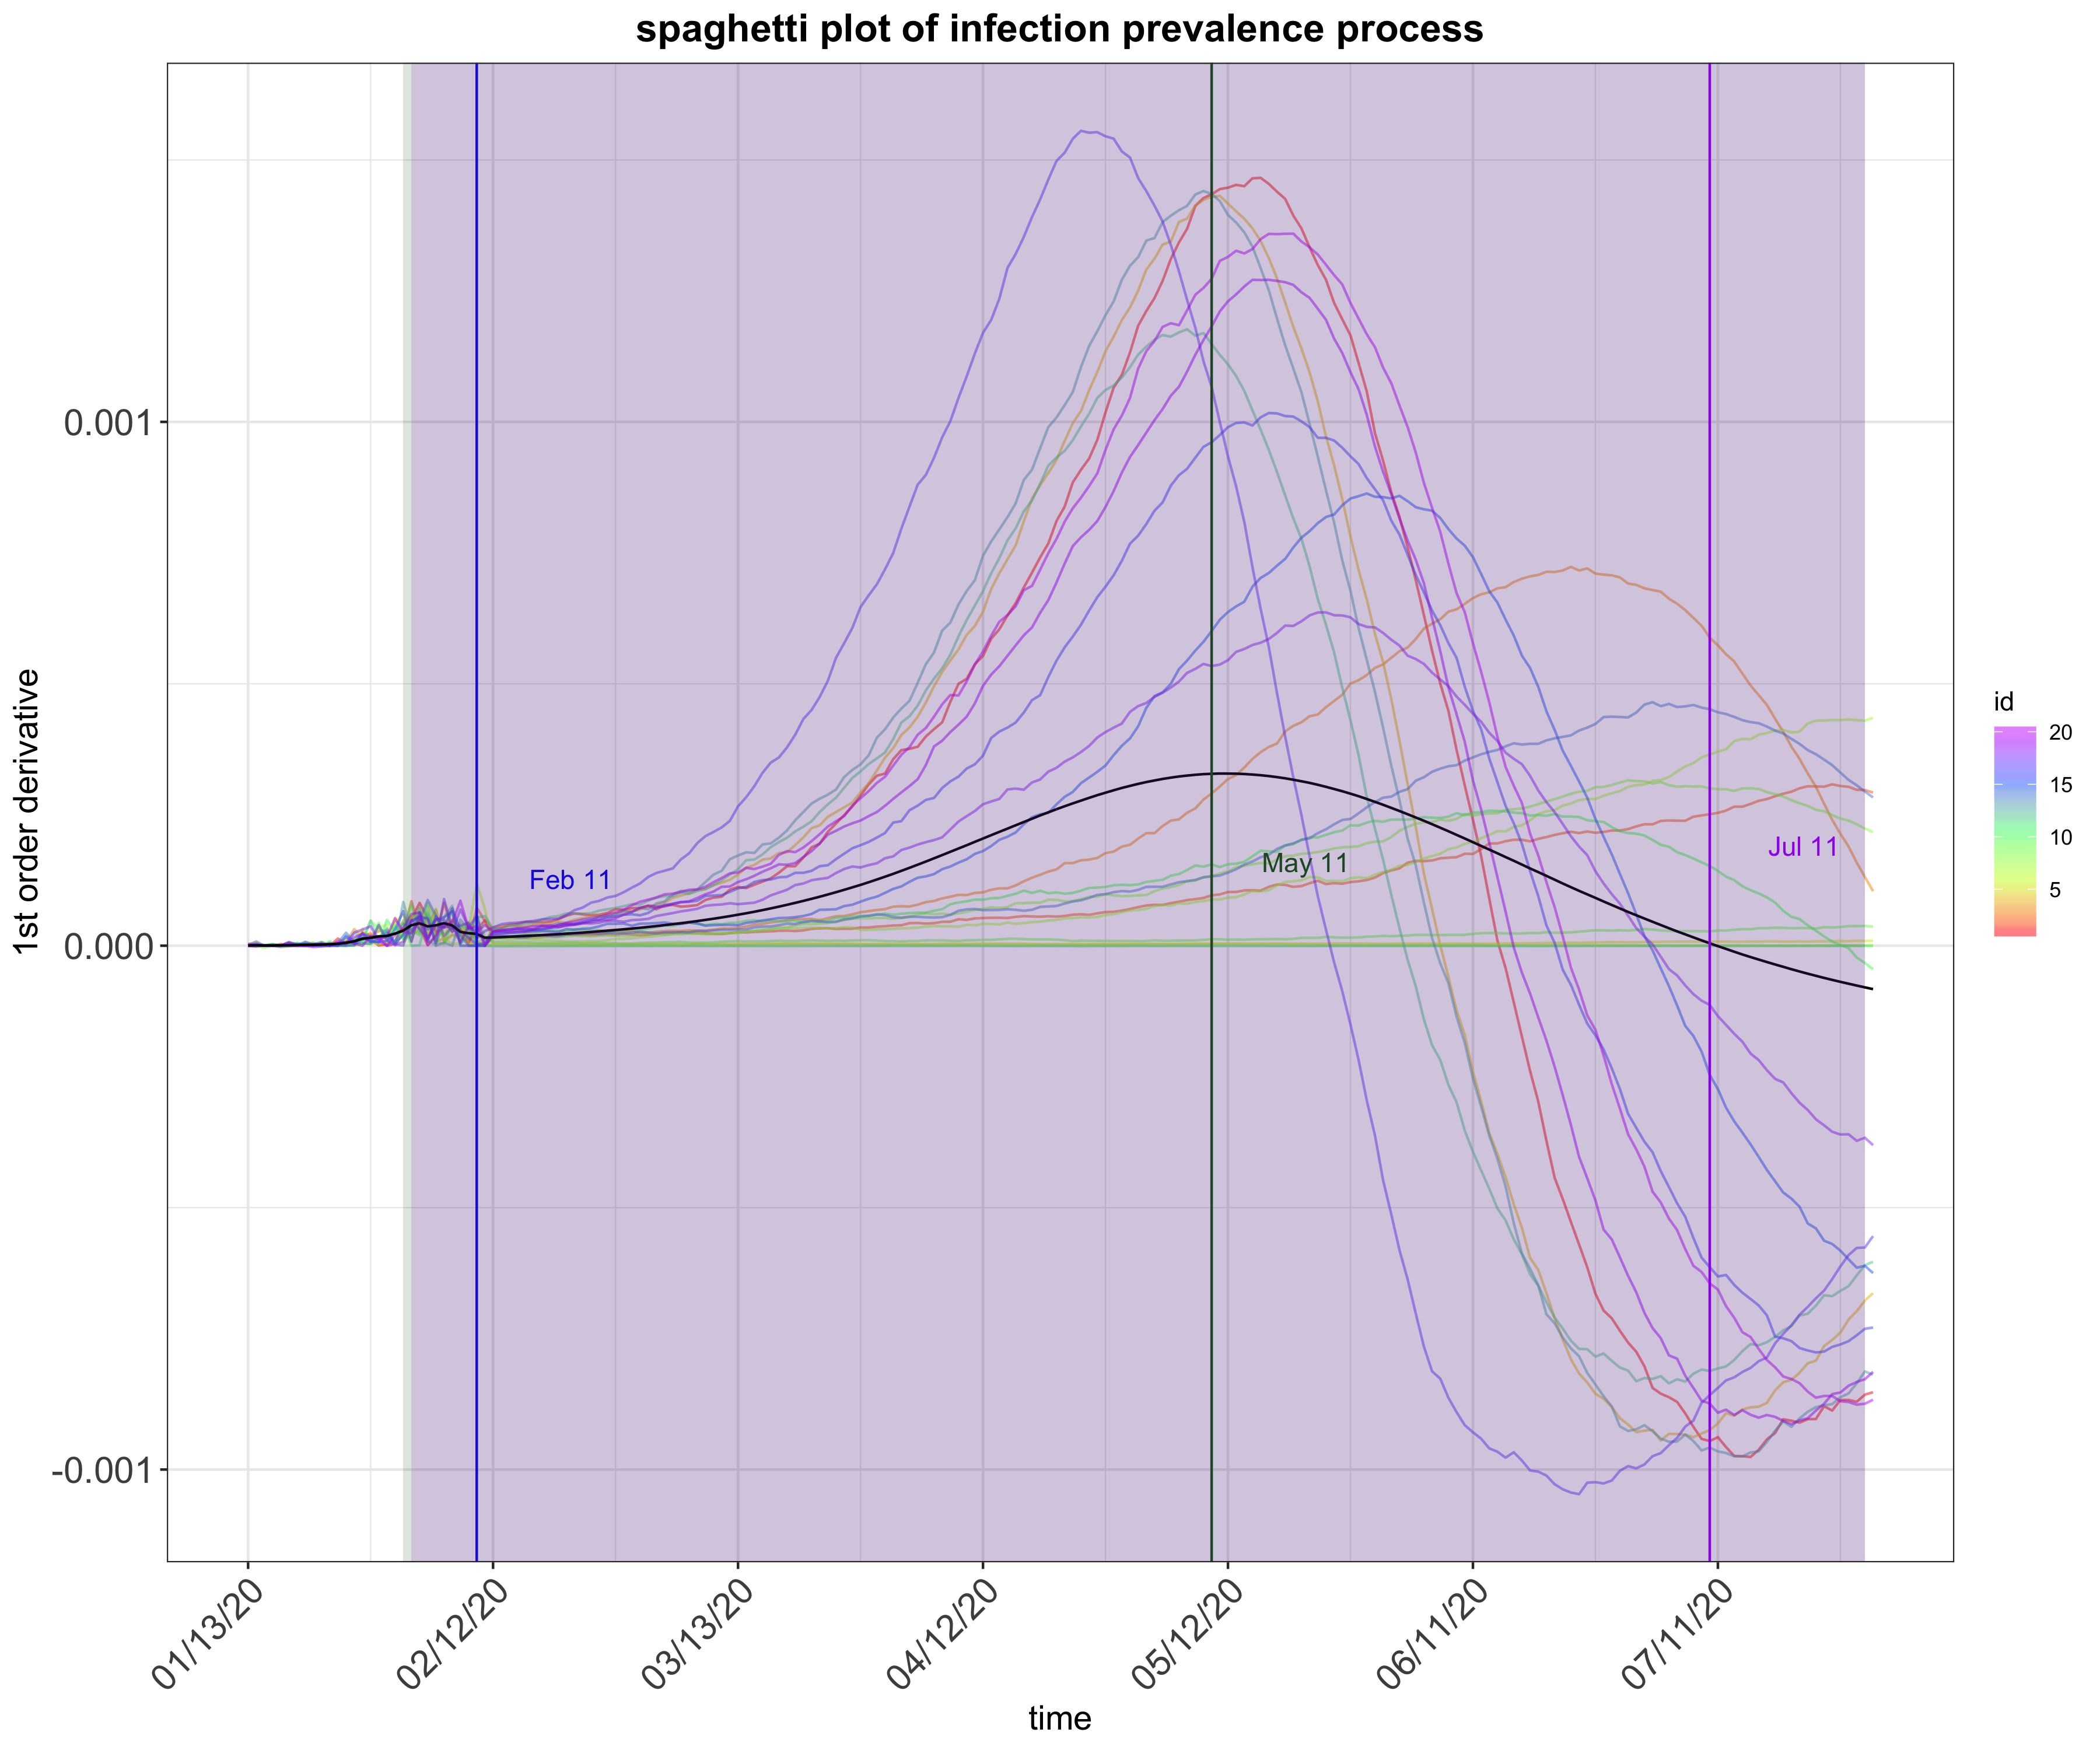 spaghetti plot of infection prevalence process
1st order derivative
0.001
0.000
-0.001
Feb 11
May 11
Jul 11
id
20
15
10
5
01/13/20
02/12/20
03/13/20
04/12/20
05/12/20
06/11/20
07/11/20
time